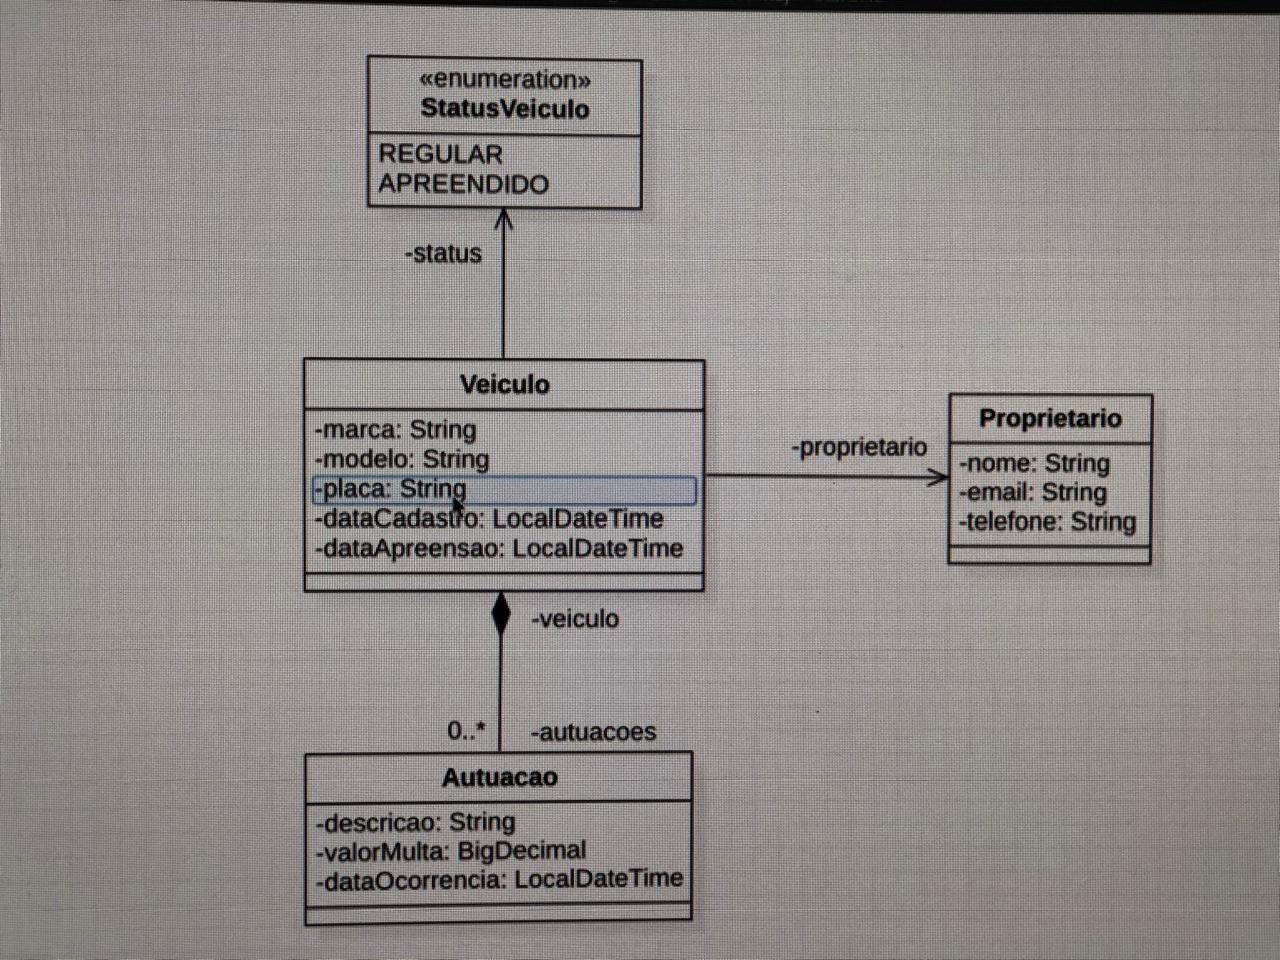 «enumeration»
StatusVeiculo
REGULAR
APREENDIDO
-status
Veiculo
-marca: String
-modelo: String
-placa: String
-dataCadastro: LocalDateTime
-dataApreensao: LocalDateTime
-proprietario
Proprietario
-nome: String
-email: String
-telefone: String
-veiculo
0..*
-autuacoes
Autuacao
-descricao: String
-valorMulta: BigDecimal
-dataOcorrencia: LocalDateTime